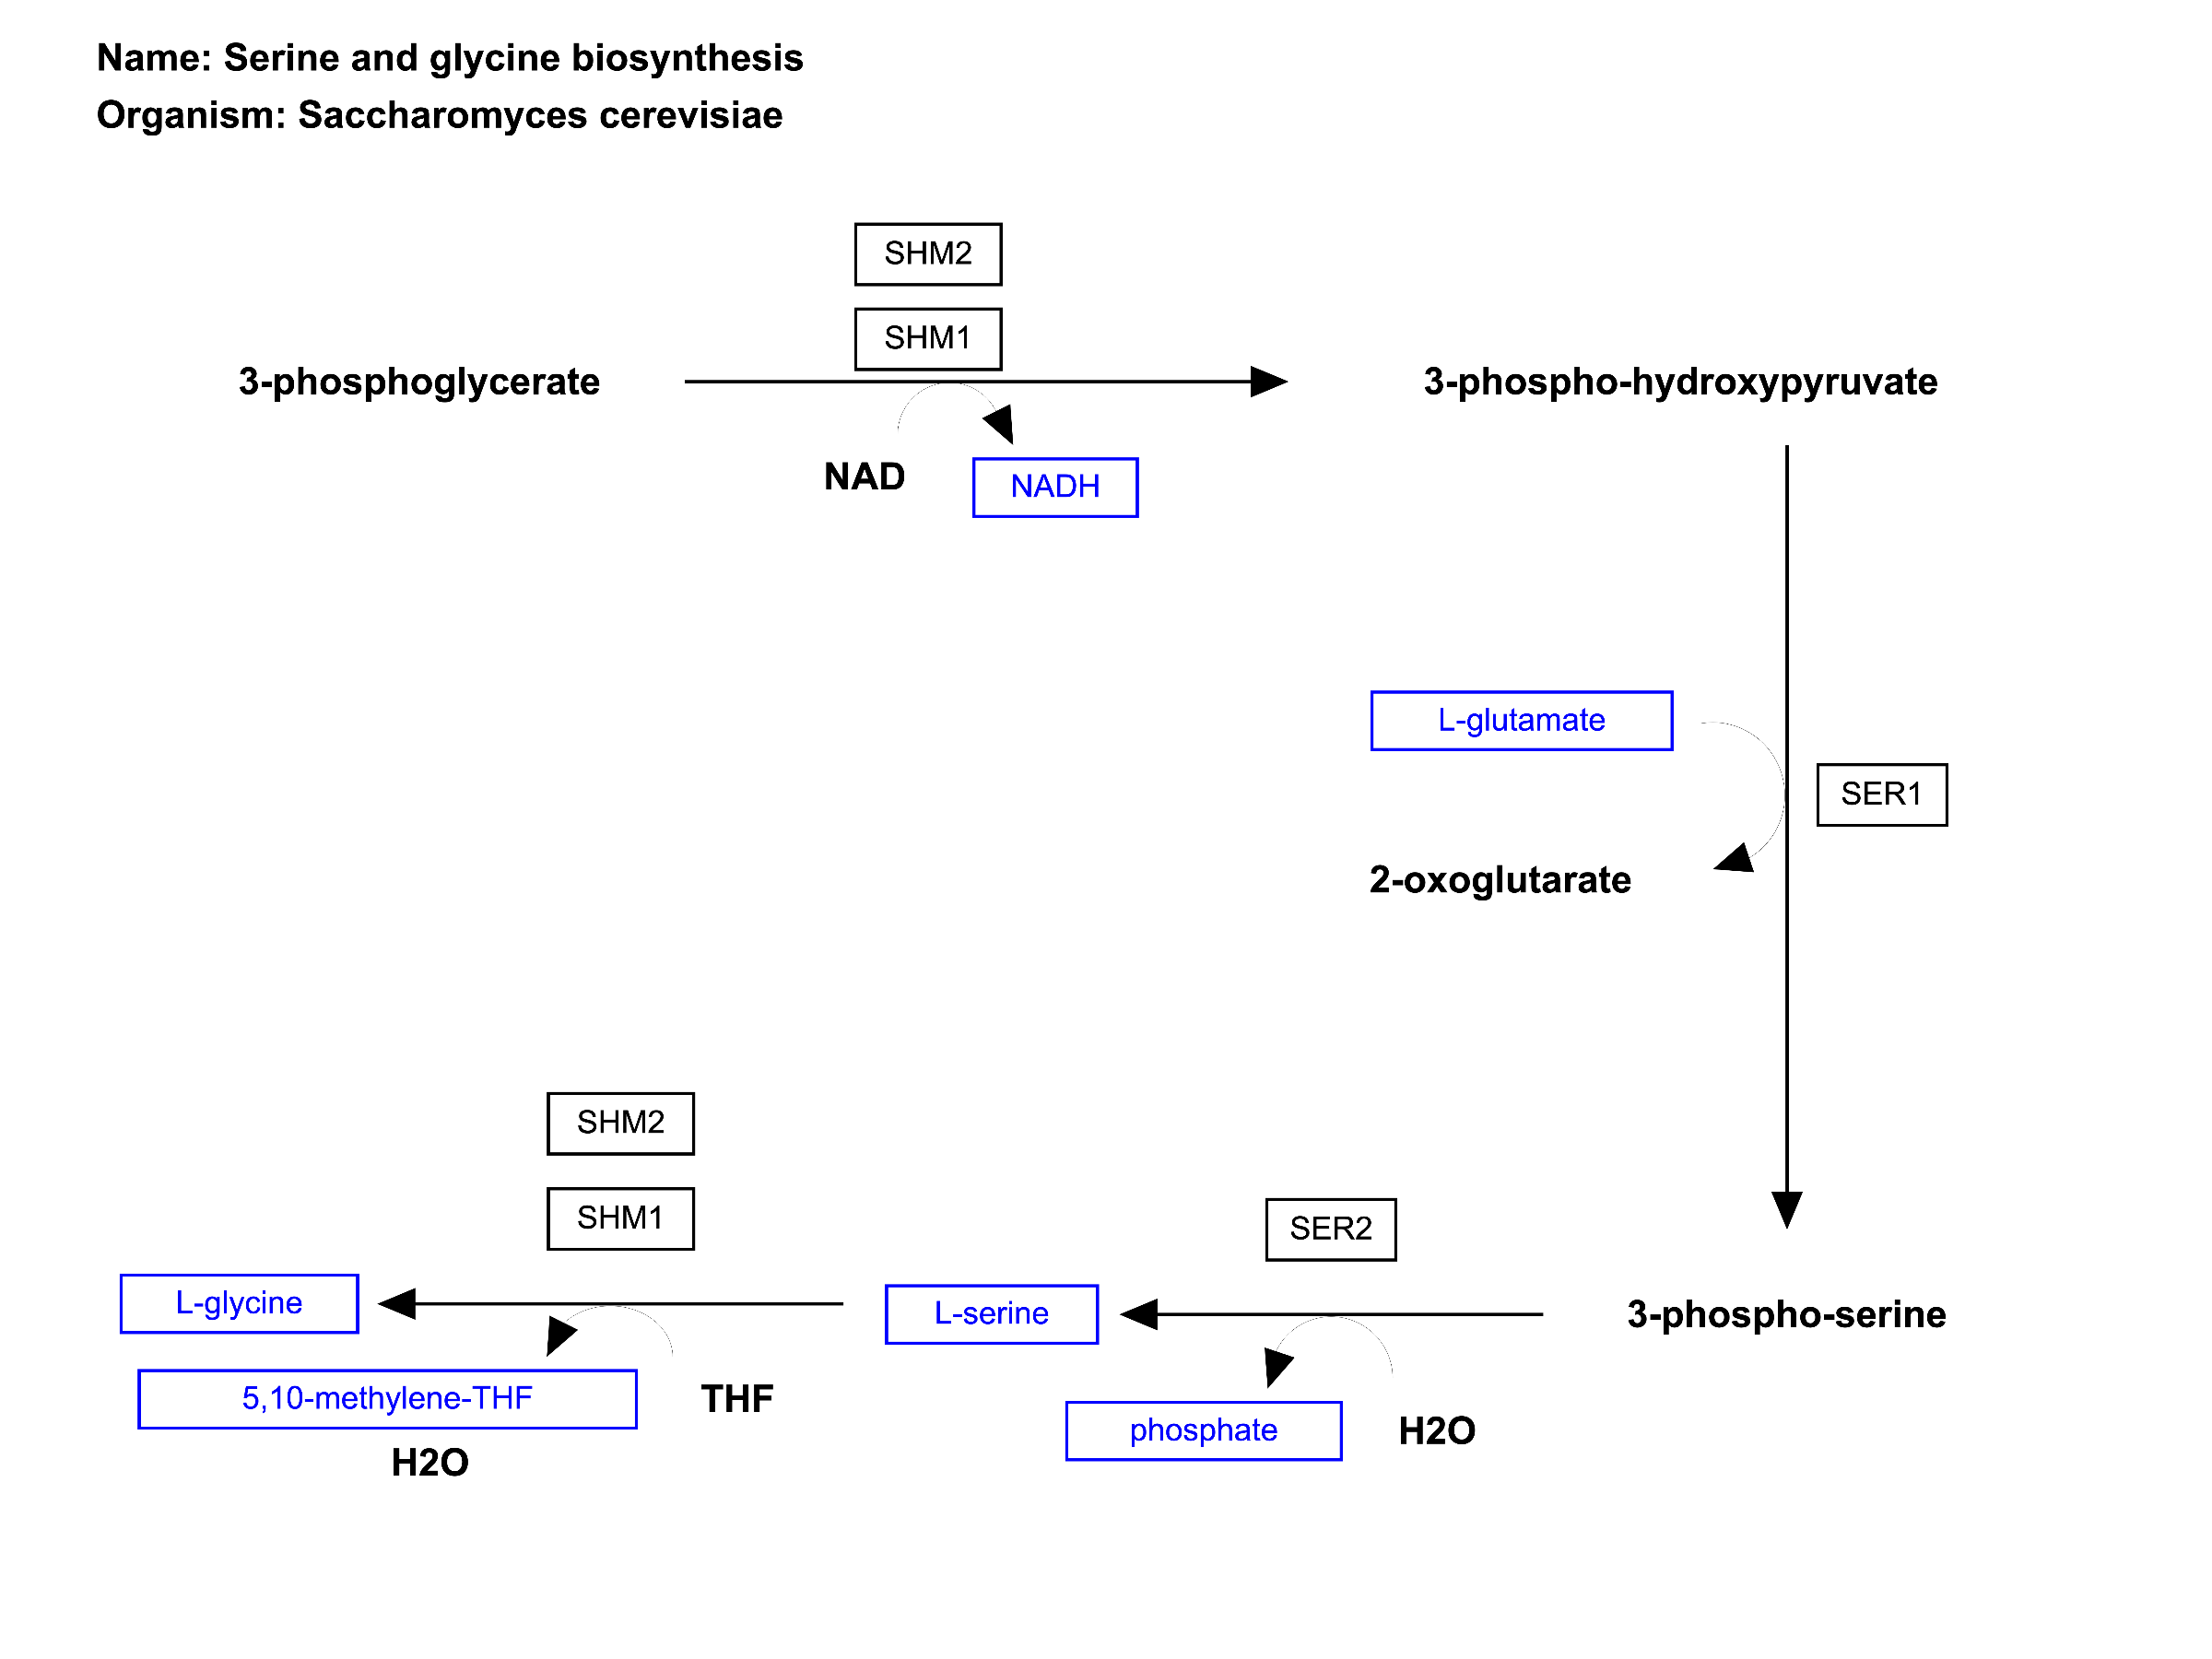 Name: Serine and glycine biosynthesis
Organism: Saccharomyces cerevisiae
SHM2
SHM1
3-phosphoglycerate
3-phospho-hydroxypyruvate
NAD
NADH
L-glutamate
SER1
2-oxoglutarate
SHM2
SHM1
SER2
L-glycine
L-serine
3-phospho-serine
5,10-methylene-THF
THF
phosphate
H2O
H2O